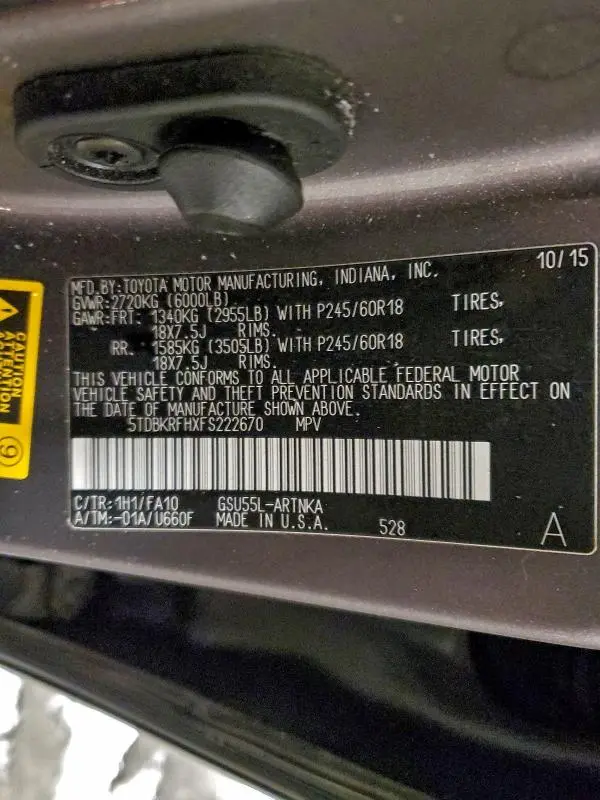 10/15
MFD.BY:TOYOTA MOTOR MANUFACTURING, INDIANA, INC.
GVWR:2720KG (6000LB)
GAWR:FRT: 1340KG (2955LB) WITH P245/60R18 TIRES,
18X7.5J RIMS.
RR. 1585KG (3505LB) WITH P245/60R18 TIRES,
18X7.5J RIMS.
THIS VEHICLE CONFORMS TO ALL APPLICABLE FEDERAL MOTOR
VEHICLE SAFETY AND THEFT PREVENTION STANDARDS IN EFFECT ON
THE DATE OF MANUFACTURE SHOWN ABOVE.
5TDBKRFHXFS222670 MPV
C/TR:1H1/FA10 GSU55L-ARTNKA
A/TM:-01A/U660F MADE IN U.S.A. 528 A
CAUTION
ATTENTION
9